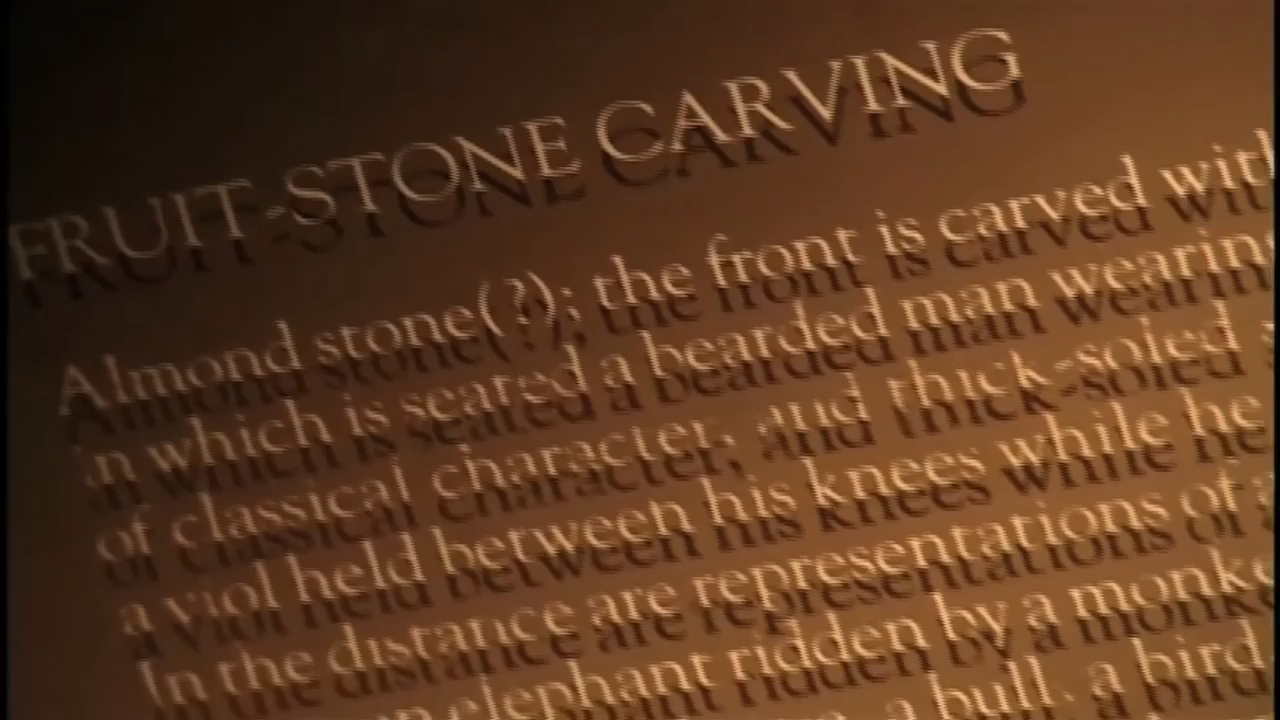 FRUIT-STONE CARVING
Almond stone(?); the front is carved with
in which is seated a bearded man wearing
of classical character, and thick-soled
a viol held between his knees while he
In the distance are representations of
elephant ridden by a monke
a bull, a bird